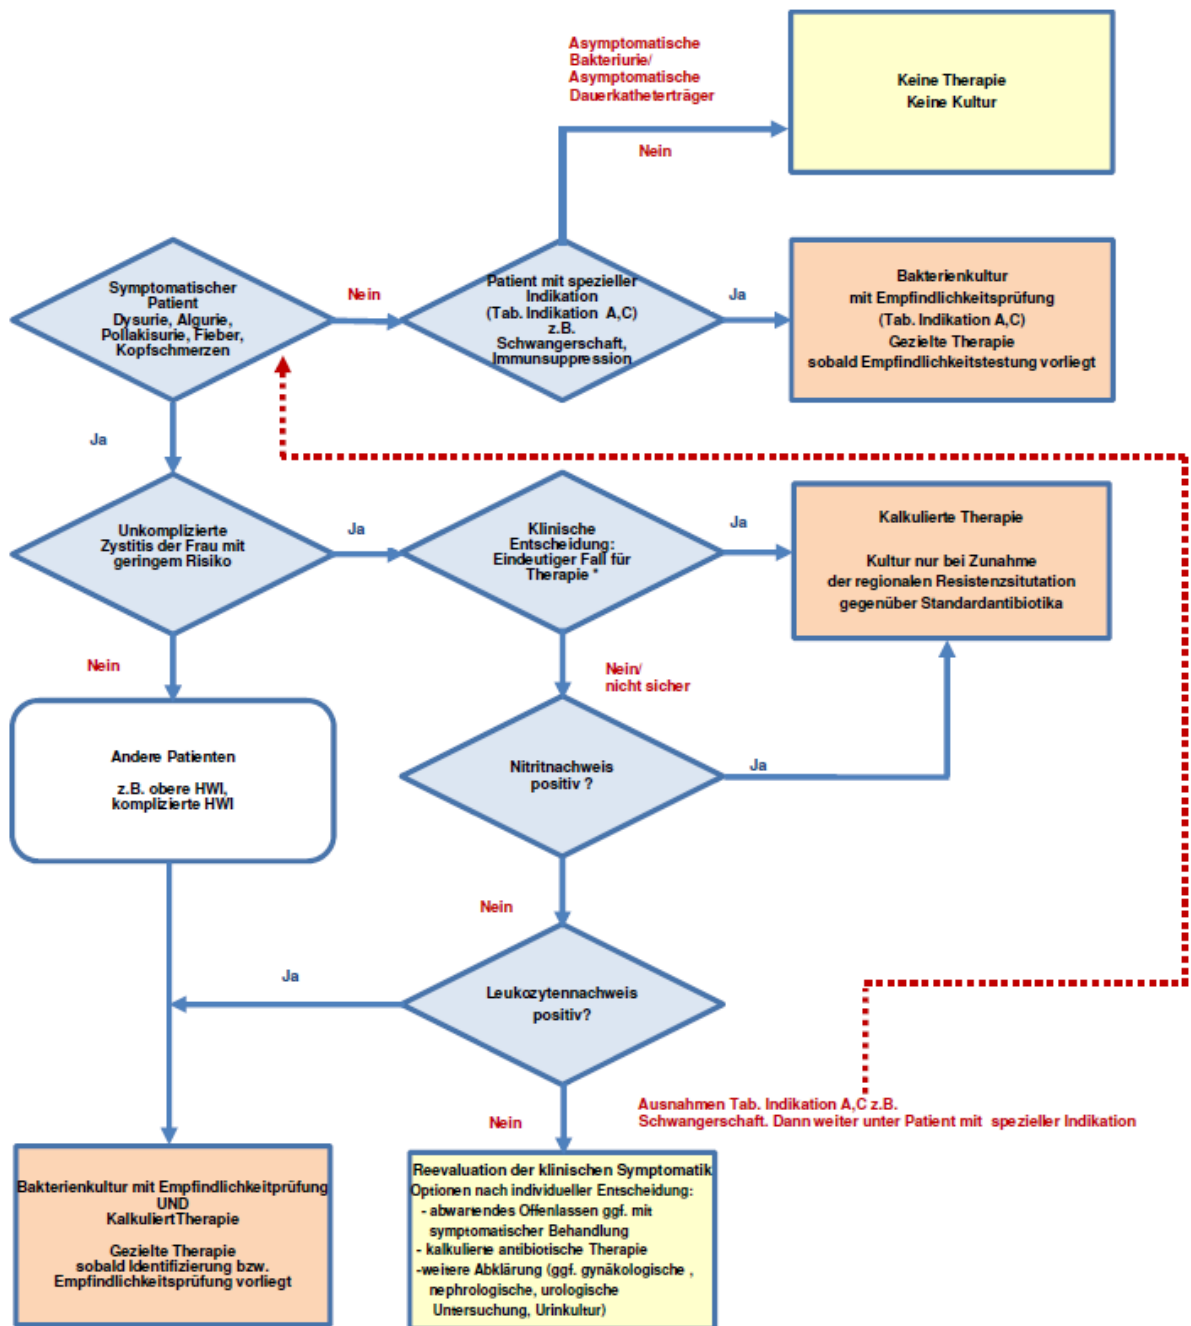 Asymptomatische
Bakteriurie/
Asymptomatische
Dauerkatheterträger
Nein
Keine Therapie
Keine Kultur
Symptomatischer
Patient
Dysurie, Algurie,
Pollakisurie, Fieber,
Kopfschmerzen
Nein
Patient mit spezieller
Indikation
(Tab. Indikation A,C)
z.B.
Schwangerschaft,
Immunsuppression
Ja
Bakterienkultur
mit Empfindlichkeitsprüfung
(Tab. Indikation A,C)
Gezielte Therapie
sobald Empfindlichkeitstestung vorliegt
Ja
Unkomplizierte
Zystitis der Frau mit
geringem Risiko
Ja
Klinische
Entscheidung:
Eindeutiger Fall für
Therapie *
Ja
Kalkulierte Therapie
Kultur nur bei Zunahme
der regionalen Resistenzsitutation
gegenüber Standardantibiotika
Nein
Nein/
nicht sicher
Andere Patienten
z.B. obere HWI,
komplizierte HWI
Nitritnachweis
positiv ?
Ja
Nein
Ja
Leukozytennachweis
positiv?
Nein
Ausnahmen Tab. Indikation A,C z.B.
Schwangerschaft. Dann weiter unter Patient mit spezieller Indikation
Bakterienkultur mit Empfindlichkeitprüfung
UND
KalkuliertTherapie
Gezielte Therapie
sobald Identifizierung bzw.
Empfindlichkeitsprüfung vorliegt
Reevaluation der klinischen Symptomatik
Optionen nach individueller Entscheidung:
- abwartendes Offenlassen ggf. mit
symptomatischer Behandlung
- kalkulierte antibiotische Therapie
-weitere Abklärung (ggf. gynäkologische ,
nephrologische, urologische
Untersuchung, Urinkultur)